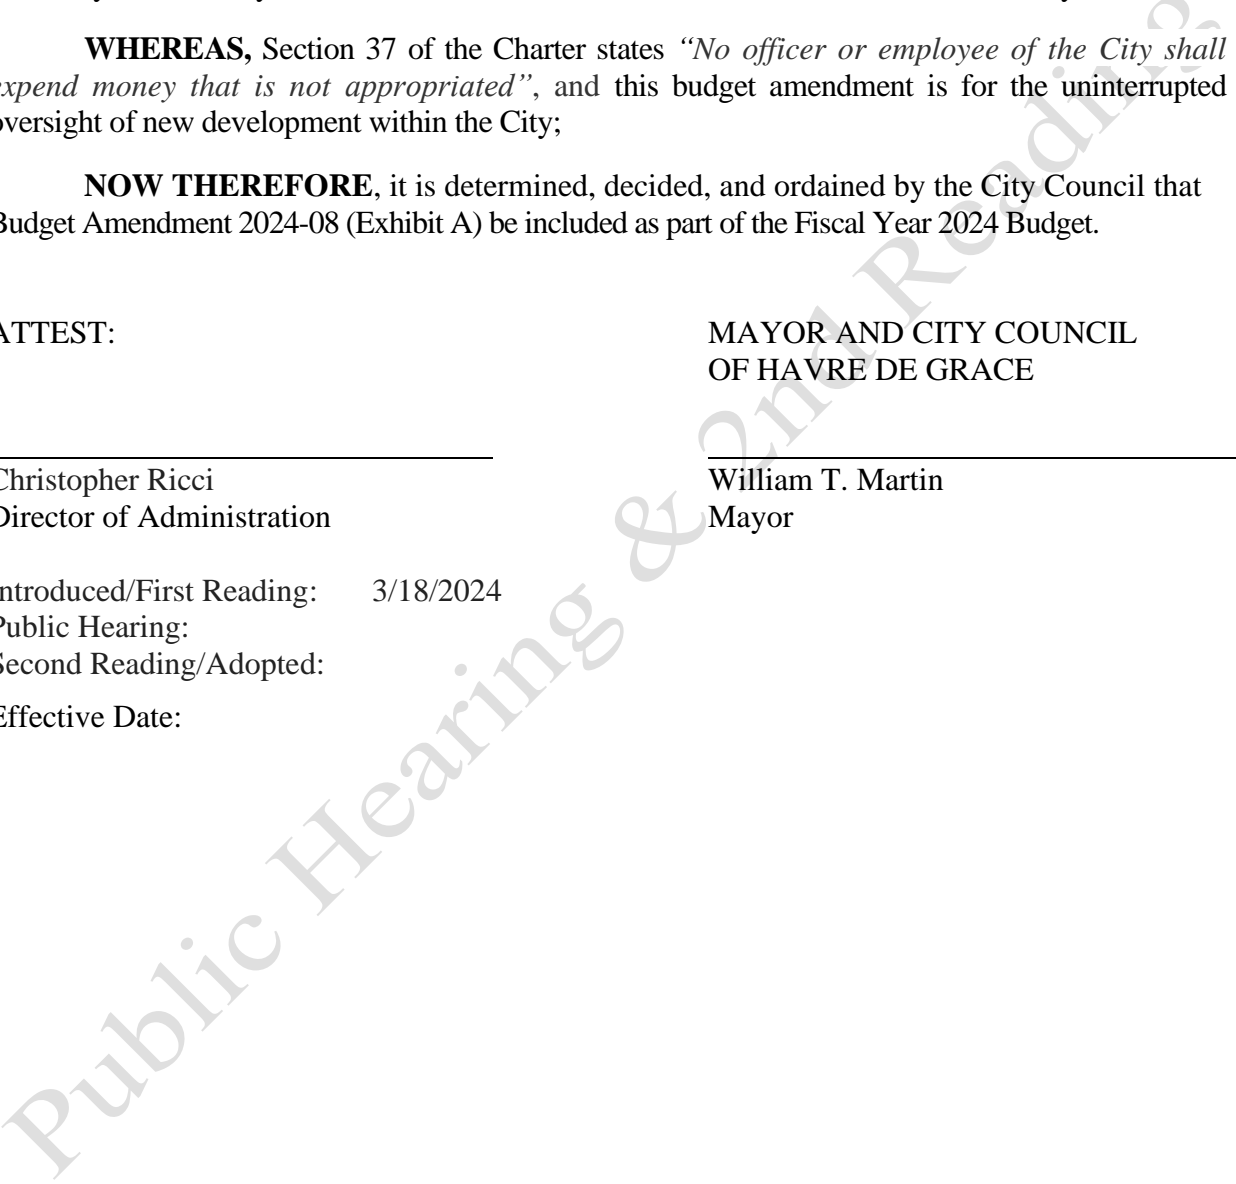 WHEREAS, Section 37 of the Charter states “No officer or employee of the City shall
expend money that is not appropriated”, and this budget amendment is for the uninterrupted
oversight of new development within the City;
NOW THEREFORE, it is determined, decided, and ordained by the City Council that
Budget Amendment 2024-08 (Exhibit A) be included as part of the Fiscal Year 2024 Budget.
ATTEST:
MAYOR AND CITY COUNCIL
OF HAVRE DE GRACE
Christopher Ricci
Director of Administration
William T. Martin
Mayor
Introduced/First Reading: 3/18/2024
Public Hearing:
Second Reading/Adopted:
Effective Date:
Public Hearing & 2nd Reading